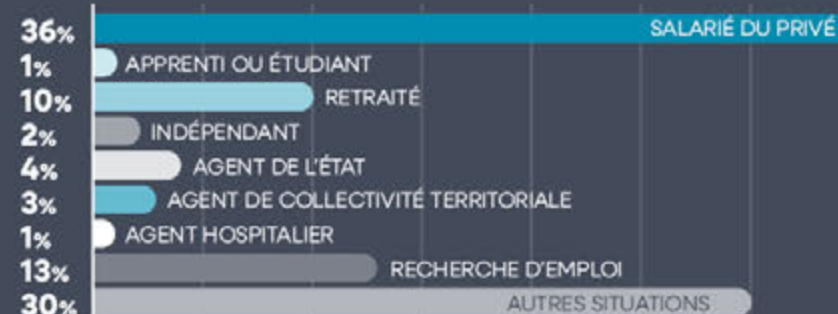 36% SALARIÉ DU PRIVÉ
1% APPRENTI OU ÉTUDIANT
10% RETRAITÉ
2% INDÉPENDANT
4% AGENT DE L'ÉTAT
3% AGENT DE COLLECTIVITÉ TERRITORIALE
1% AGENT HOSPITALIER
13% RECHERCHE D'EMPLOI
30% AUTRES SITUATIONS